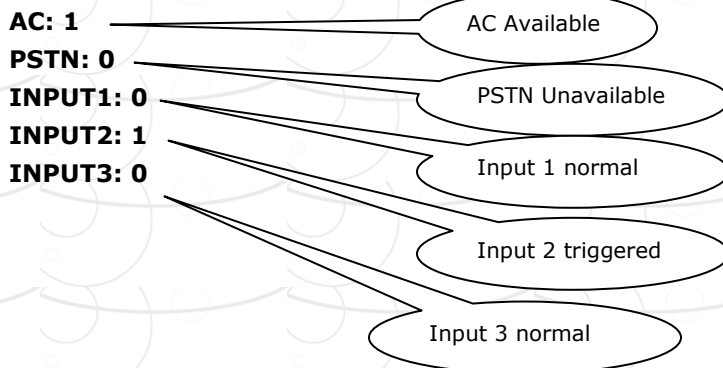 AC: 1
AC Available
PSTN: 0
PSTN Unavailable
INPUT1: 0
Input 1 normal
INPUT2: 1
Input 2 triggered
INPUT3: 0
Input 3 normal